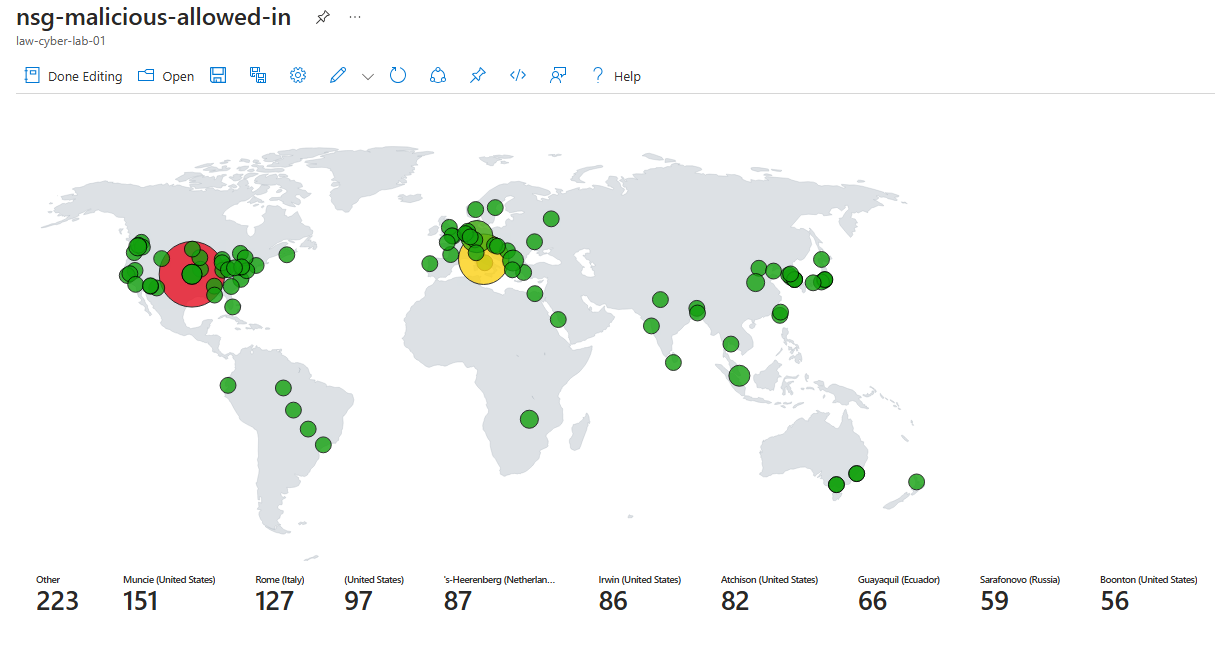 nsg-malicious-allowed-in
law-cyber-lab-01
Done Editing Open Help
Other Muncie (United States) Rome (Italy) (United States) 's-Heerenberg (Netherlan... Irwin (United States) Atchison (United States) Guayaquil (Ecuador) Sarafonovo (Russia) Boonton (United States)
223 151 127 97 87 86 82 66 59 56